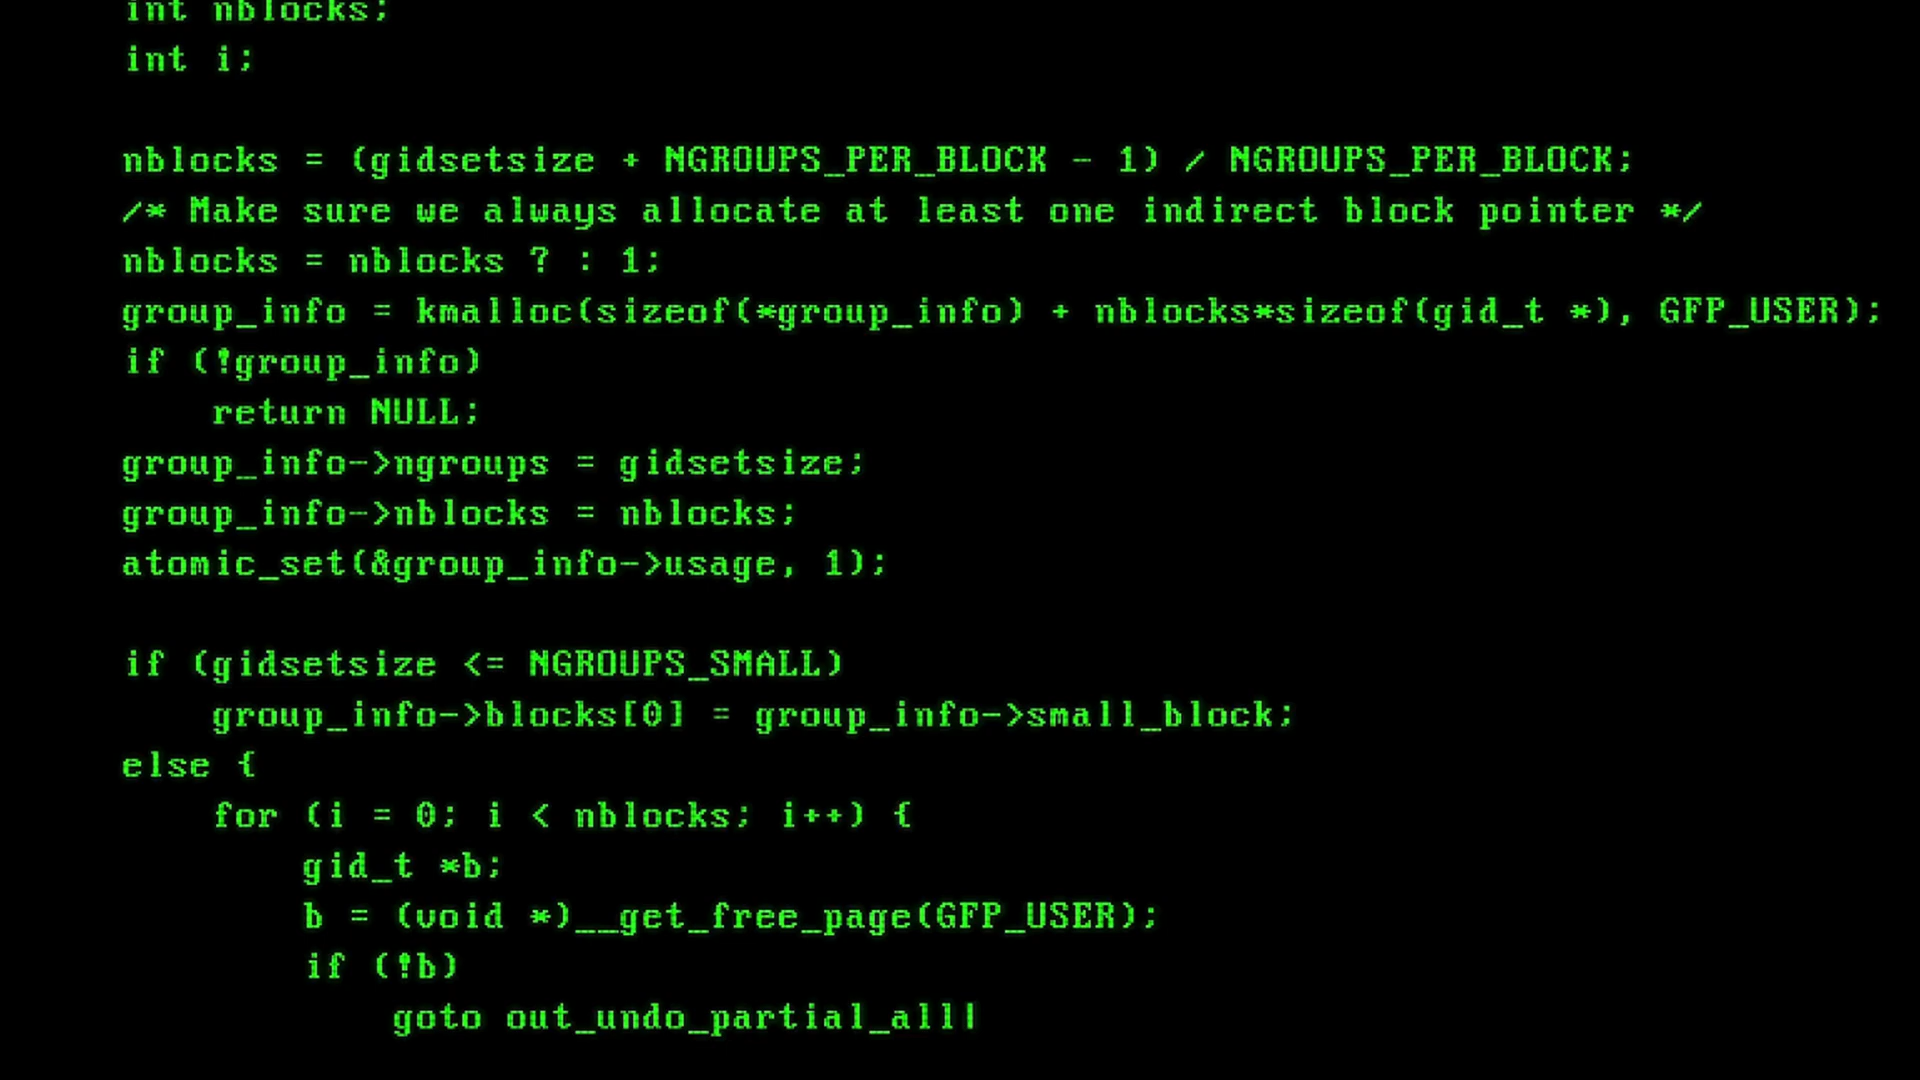 int nblocks;
int i;
nblocks = (gidsetsize + NGROUPS_PER_BLOCK - 1) / NGROUPS_PER_BLOCK;
/* Make sure we always allocate at least one indirect block pointer */
nblocks = nblocks ? : 1;
group_info = kmalloc(sizeof(*group_info) + nblocks*sizeof(gid_t *), GFP_USER);
if (!group_info)
return NULL;
group_info->ngroups = gidsetsize;
group_info->nblocks = nblocks;
atomic_set(&group_info->usage, 1);
if (gidsetsize <= NGROUPS_SMALL)
group_info->blocks[0] = group_info->small_block;
else {
for (i = 0; i < nblocks; i++) {
gid_t *b;
b = (void *)__get_free_page(GFP_USER);
if (!b)
goto out_undo_partial_all|